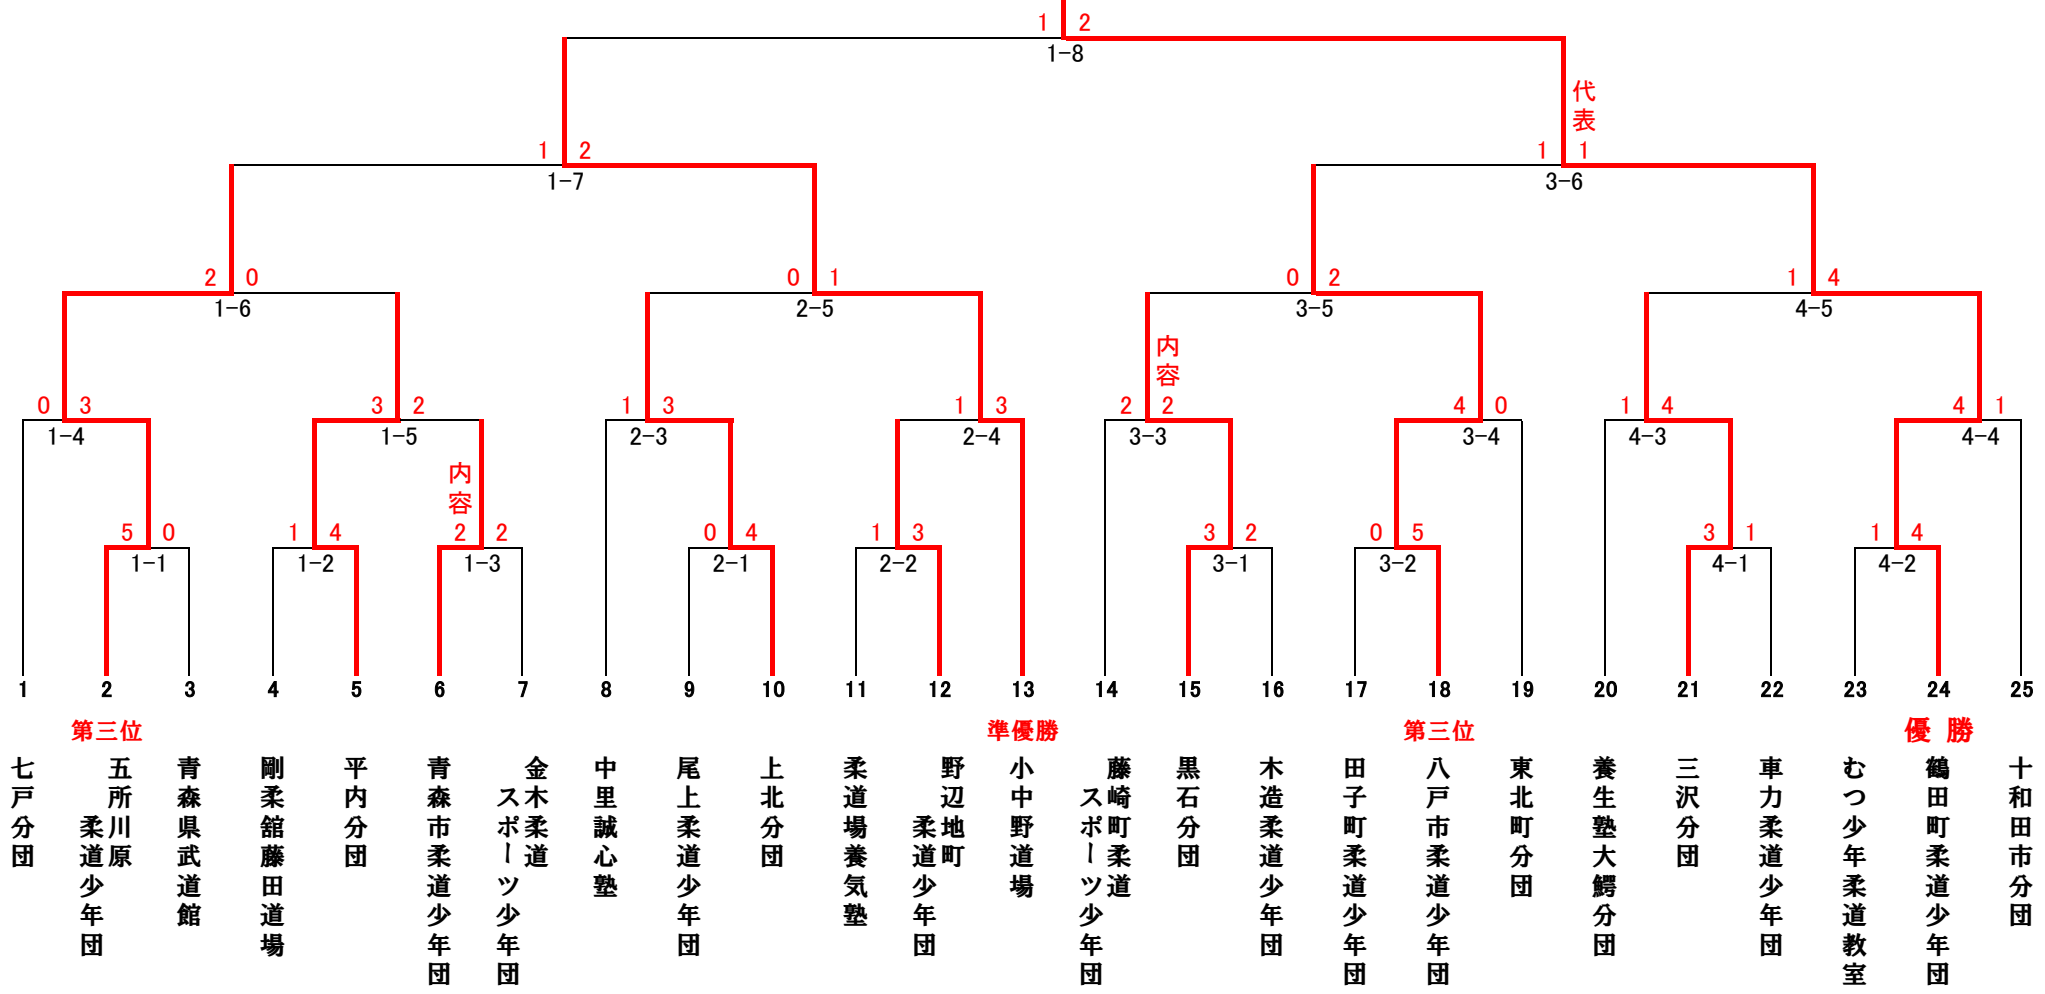 1 2
1-8
代表
1 2
1-7
1 1
3-6
2 0
1-6
0 1
2-5
0 2
3-5
1 4
4-5
内容
0 3
1-4
3 2
1-5
1 3
2-3
1 3
2-4
2 2
3-3
4 0
3-4
1 4
4-3
4 1
4-4
内容
5 0
1-1
1 4
1-2
2 2
1-3
0 4
2-1
1 3
2-2
3 2
3-1
0 5
3-2
3 1
4-1
1 4
4-2
1 2 3 4 5 6 7 8 9 10 11 12 13 14 15 16 17 18 19 20 21 22 23 24 25
第三位 準優勝 第三位 優 勝
七戸分団
五所川原
柔道少年団
青森県武道館
剛柔舘藤田道場
平内分団
青森市柔道少年団
金木柔道
スポーツ少年団
中里誠心塾
尾上柔道少年団
上北分団
柔道場養気塾
野辺地町
柔道少年団
小中野道場
藤崎町柔道
スポーツ少年団
黒石分団
木造柔道少年団
田子町柔道少年団
八戸市柔道少年団
東北町分団
養生塾大鰐分団
三沢分団
車力柔道少年団
むつ少年柔道教室
鶴田町柔道少年団
十和田市分団